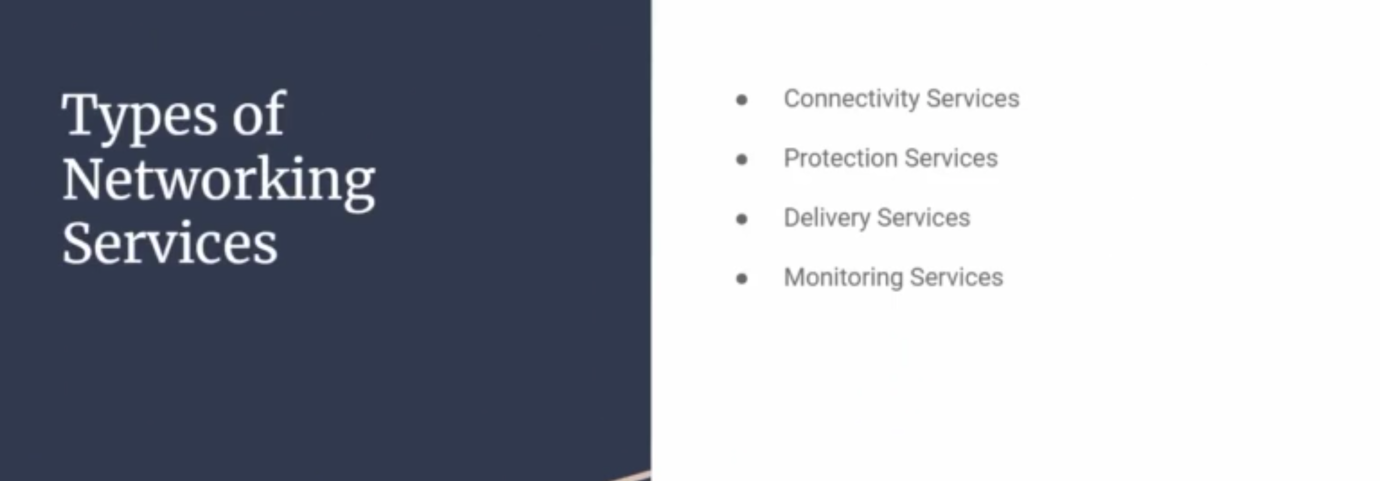 Types of
Networking
Services
Connectivity Services
Protection Services
Delivery Services
Monitoring Services